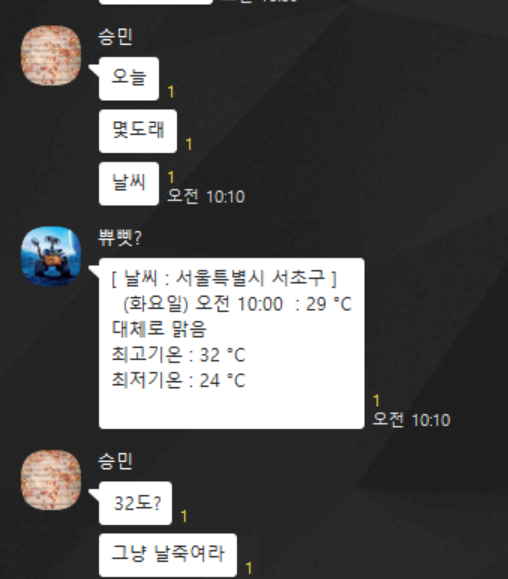 승민
오늘
1
몇도래
1
날씨
1
오전 10:10
쀼삣?
[ 날씨 : 서울특별시 서초구 ]
(화요일) 오전 10:00 : 29 °C
대체로 맑음
최고기온 : 32 °C
최저기온 : 24 °C
1
오전 10:10
승민
32도?
1
그냥 날죽여라
1